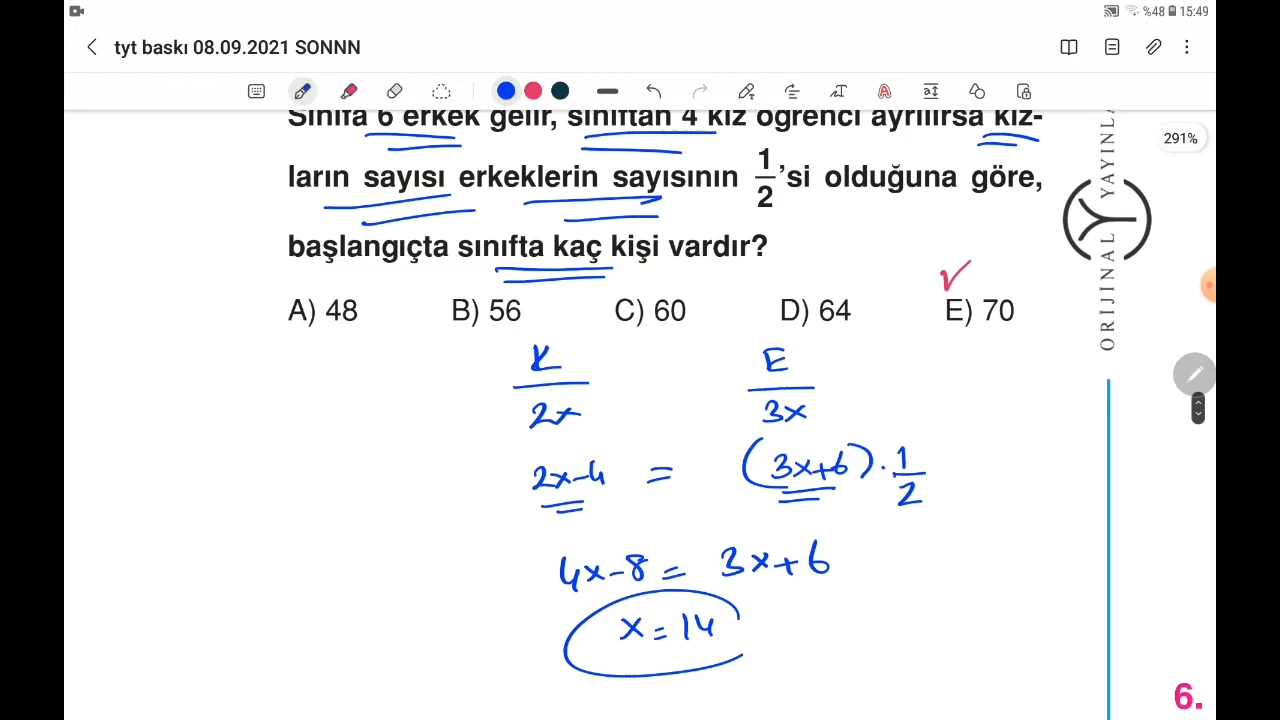 %48 15:49
tyt baskı 08.09.2021 SONNN
291%
Sınıfa 6 erkek gelir, sınıftan 4 kız öğrenci ayrılırsa kız-
ların sayısı erkeklerin sayısının 1/2 'si olduğuna göre,
başlangıçta sınıfta kaç kişi vardır?
A) 48 B) 56 C) 60 D) 64 E) 70
K E
2x 3x
2x-4 = (3x+6) . 1/2
4x-8 = 3x+6
x = 14
ORİJİNAL YAYINLA
6.